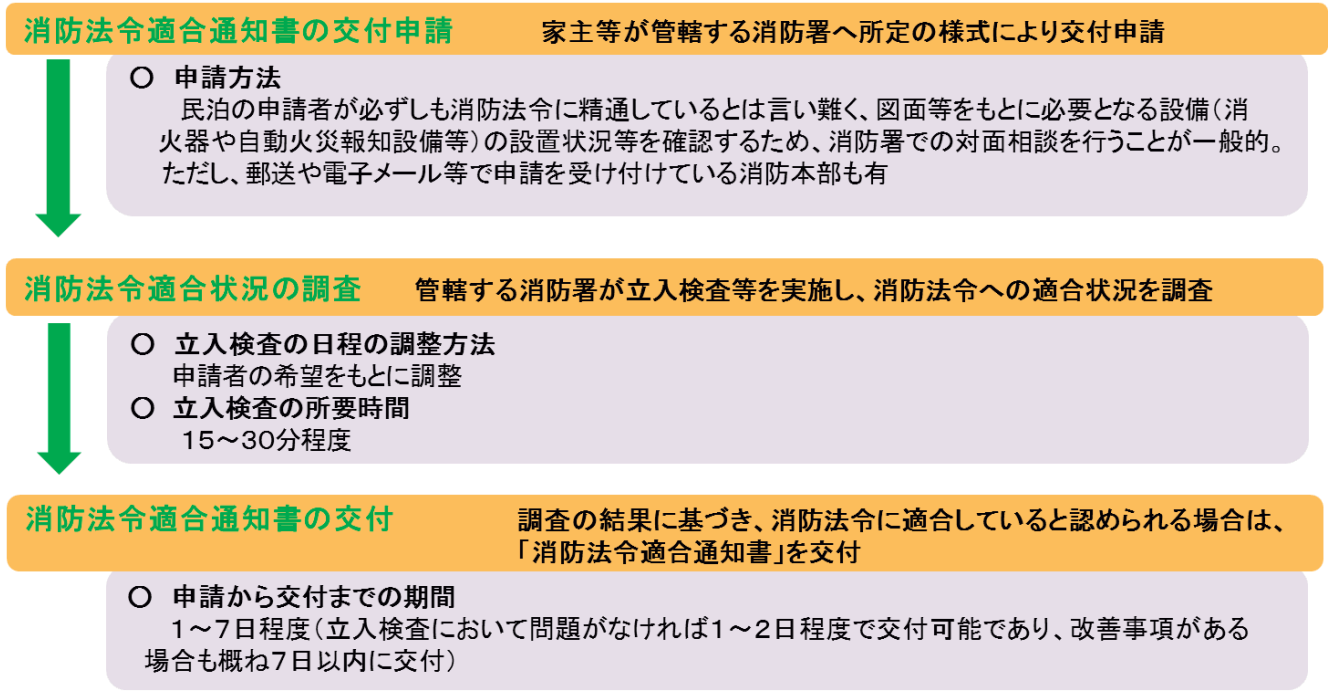 消防法令適合通知書の交付申請　家主等が管轄する消防署へ所定の様式により交付申請
○ 申請方法
民泊の申請者が必ずしも消防法令に精通しているとは言い難く、図面等をもとに必要となる設備（消
火器や自動火災報知設備等）の設置状況等を確認するため、消防署での対面相談を行うことが一般的。
ただし、郵送や電子メール等で申請を受け付けている消防本部も有
消防法令適合状況の調査　管轄する消防署が立入検査等を実施し、消防法令への適合状況を調査
○ 立入検査の日程の調整方法
申請者の希望をもとに調整
○ 立入検査の所要時間
15～30分程度
消防法令適合通知書の交付　調査の結果に基づき、消防法令に適合していると認められる場合は、
「消防法令適合通知書」を交付
○ 申請から交付までの期間
1～7日程度（立入検査において問題がなければ1～2日程度で交付可能であり、改善事項がある
場合も概ね7日以内に交付）